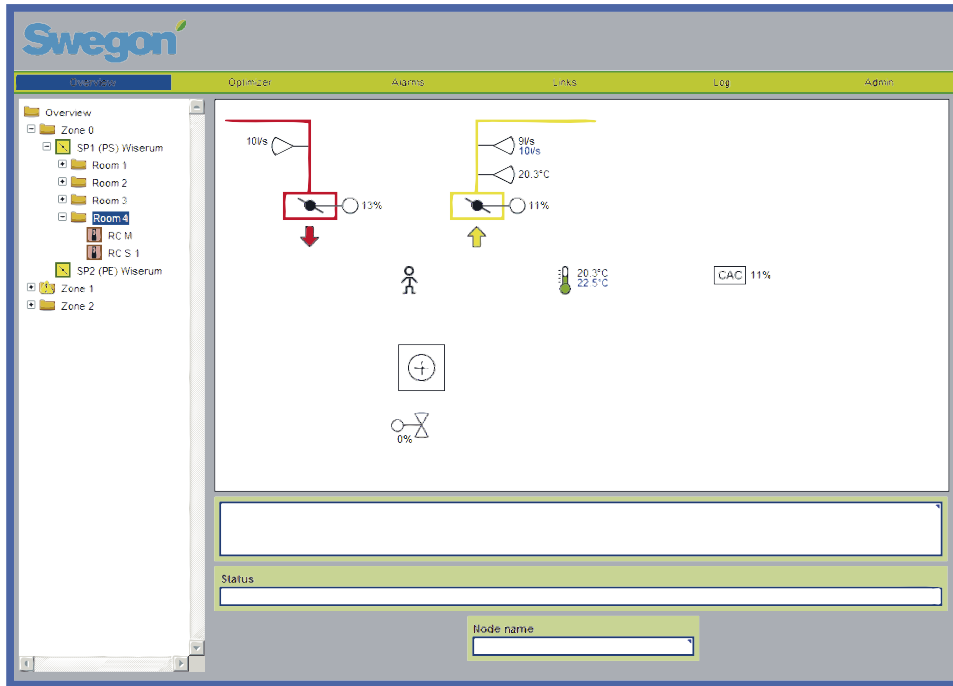 Swegon
Overview Optimizer Alarms Links Log Admin
Overview
Zone 0
SP1 (PS) Wiserum
Room 1
Room 2
Room 3
Room 4
RC M
RC S 1
SP2 (PE) Wiserum
Zone 1
Zone 2
10l/s
9l/s
10l/s
20.3°C
13%
11%
20.3°C
22.5°C
CAC 11%
0%
Status
Node name